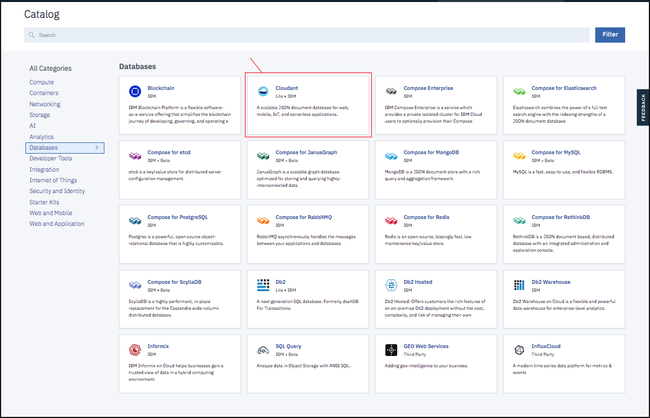 Catalog
Search
Filter
FEEDBACK
All Categories
Compute
Containers
Networking
Storage
AI
Analytics
Databases
Developer Tools
Integration
Internet of Things
Security and Identity
Starter Kits
Web and Mobile
Web and Application
Databases
Blockchain
IBM
IBM Blockchain Platform is a flexible software-
as-a-service offering that simplifies the blockchain
journey of developing, governing, and operating a
Cloudant
Lite • IBM
A scalable JSON document database for web,
mobile, IoT, and serverless applications.
Compose Enterprise
IBM
IBM Compose Enterprise is a service which
provides a private isolated cluster for IBM Cloud
users to optionally provision their Compose
Compose for Elasticsearch
IBM
Elasticsearch combines the power of a full text
search engine with the indexing strengths of a
JSON document database
Compose for etcd
IBM • Beta
etcd is a key/value store for distributed server
configuration management.
Compose for JanusGraph
IBM • Beta
JanusGraph is a scalable graph database
optimized for storing and querying highly-
interconnected data
Compose for MongoDB
IBM
MongoDB is a JSON document store with a rich
query and aggregation framework
Compose for MySQL
IBM • Beta
MySQL is a fast, easy-to-use; and flexible RDBMS.
Compose for PostgreSQL
IBM
Postgres is a powerful, open source object-
relational database that is highly customizable.
Compose for RabbitMQ
IBM
RabbitMQ asynchronously handles the messages
between your applications and databases
Compose for Redis
IBM
Redis is an open-source, blazingly fast, low
maintenance key/value store.
Compose for RethinkDB
IBM
RethinkDB is a JSON document based, distributed
database with an integrated administration and
exploration console.
Compose for ScyllaDB
IBM • Beta
ScyllaDB is a highly performant, in-place
replacement for the Cassandra wide-column
distributed database.
Db2
Lite • IBM
A next generation SQL database. Formerly dashDB
For Transactions.
Db2 Hosted
IBM
Db2 Hosted: Offers customers the rich features of
an on-premise Db2 deployment without the cost,
complexity, and risk of managing their own
Db2 Warehouse
IBM
Db2 Warehouse on Cloud is a flexible and powerful
data warehouse for enterprise-level analytics.
Informix
IBM
IBM Informix on Cloud helps businesses gain a
trusted view of data in a hybrid computing
environment.
SQL Query
IBM • Beta
Analyze data in Object Storage with ANSI SQL.
GEO Web Services
Third Party
Adding geo-intelligence to your business.
InfluxCloud
Third Party
A modern time series data platform for metrics &
events